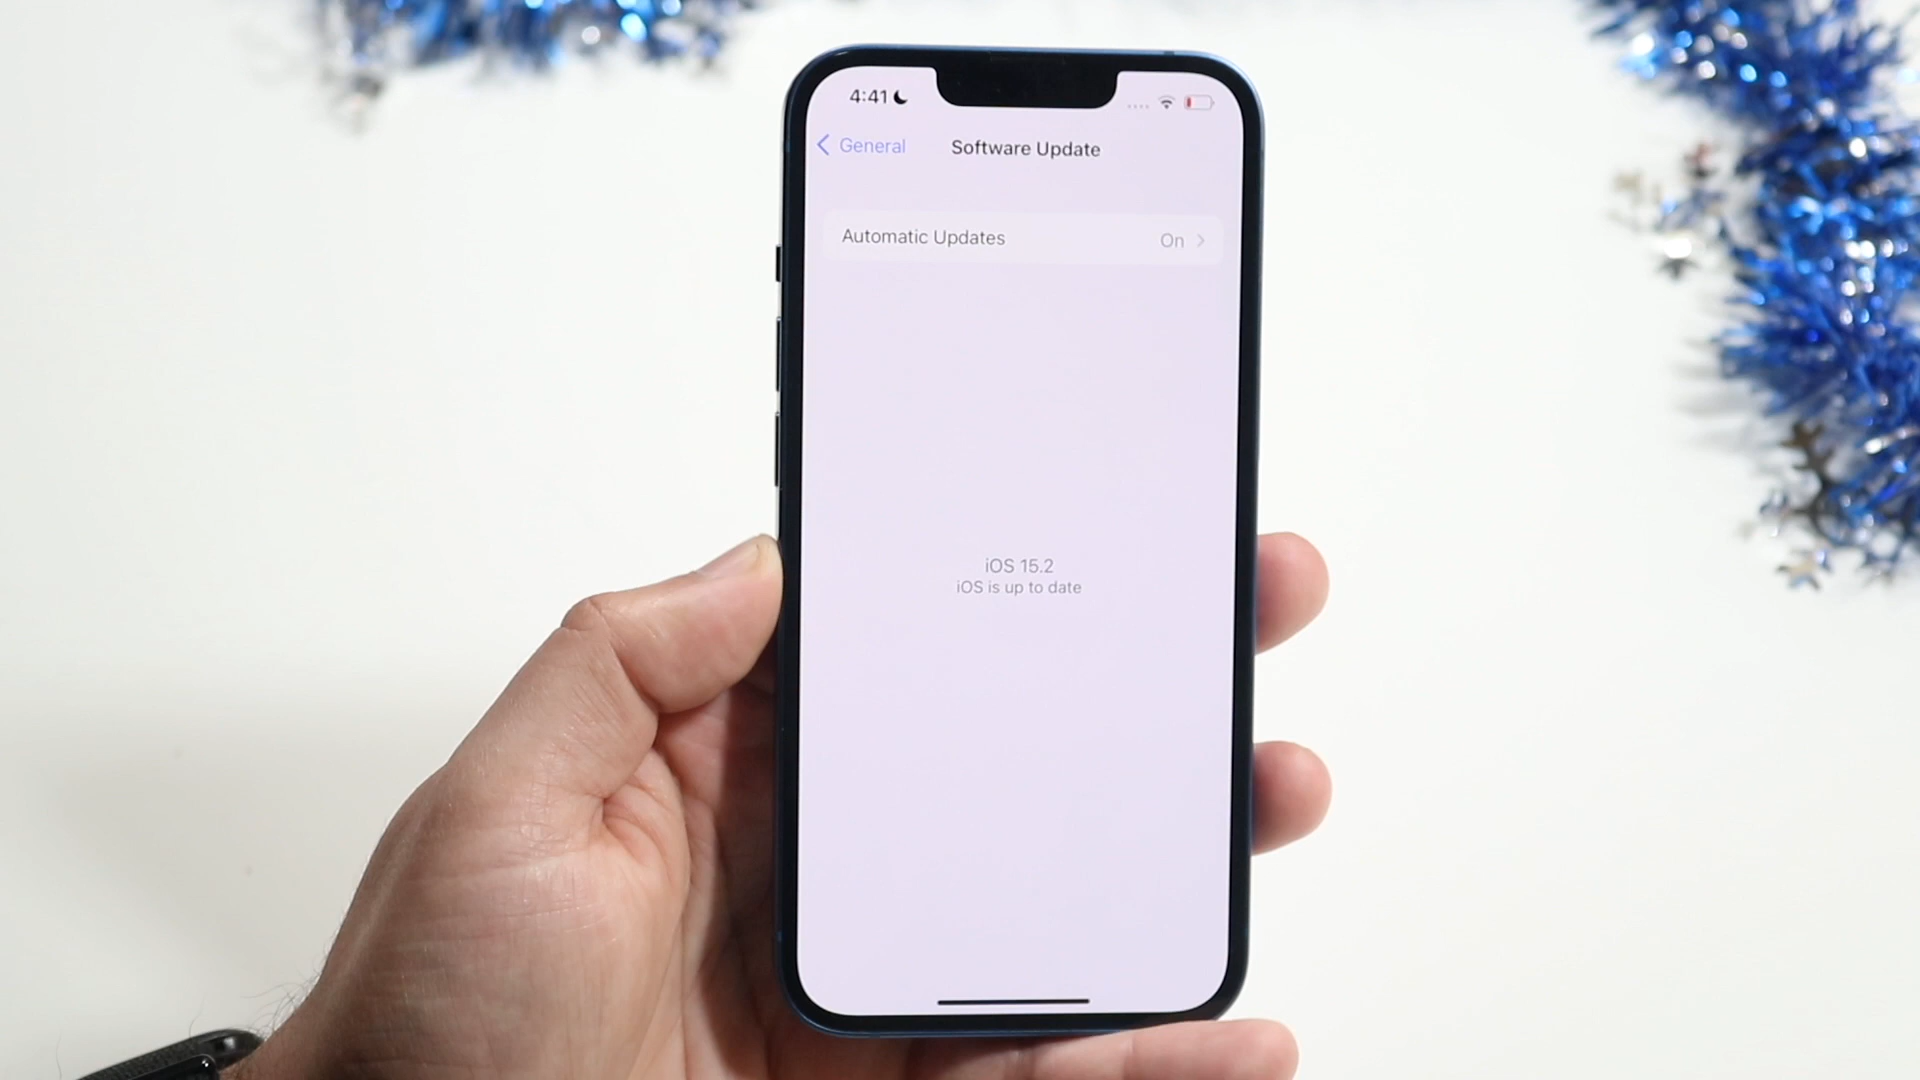 4:41
General
Software Update
Automatic Updates On
iOS 15.2
iOS is up to date